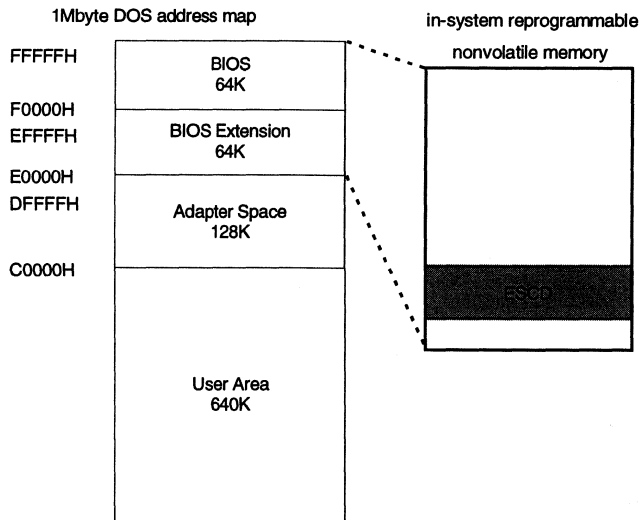 1Mbyte DOS address map
in-system reprogrammable
nonvolatile memory
FFFFFH
BIOS
64K
F0000H
EFFFFH
BIOS Extension
64K
E0000H
DFFFFH
Adapter Space
128K
C0000H
ESCD
User Area
640K